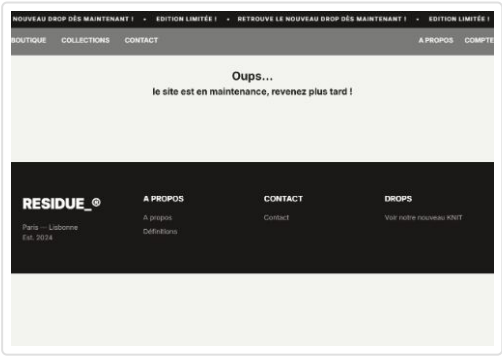 NOUVEAU DROP DÈS MAINTENANT ! • EDITION LIMITÉE ! • RETROUVE LE NOUVEAU DROP DÈS MAINTENANT ! • EDITION LIMITÉE !
BOUTIQUE COLLECTIONS CONTACT A PROPOS COMPTE
Oups...
le site est en maintenance, revenez plus tard !
RESIDUE_®
Paris — Lisbonne
Est. 2024
A PROPOS
A propos
Définitions
CONTACT
Contact
DROPS
Voir notre nouveau KNIT